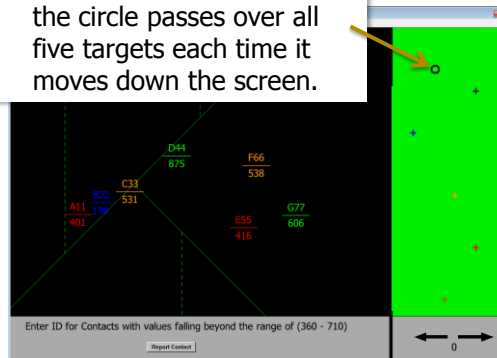 the circle passes over all
five targets each time it
moves down the screen.
D44
875
F66
538
C33
531
B22
A11
401
G77
606
E55
416
Enter ID for Contacts with values falling beyond the range of (360 - 710)
Report Contact
0